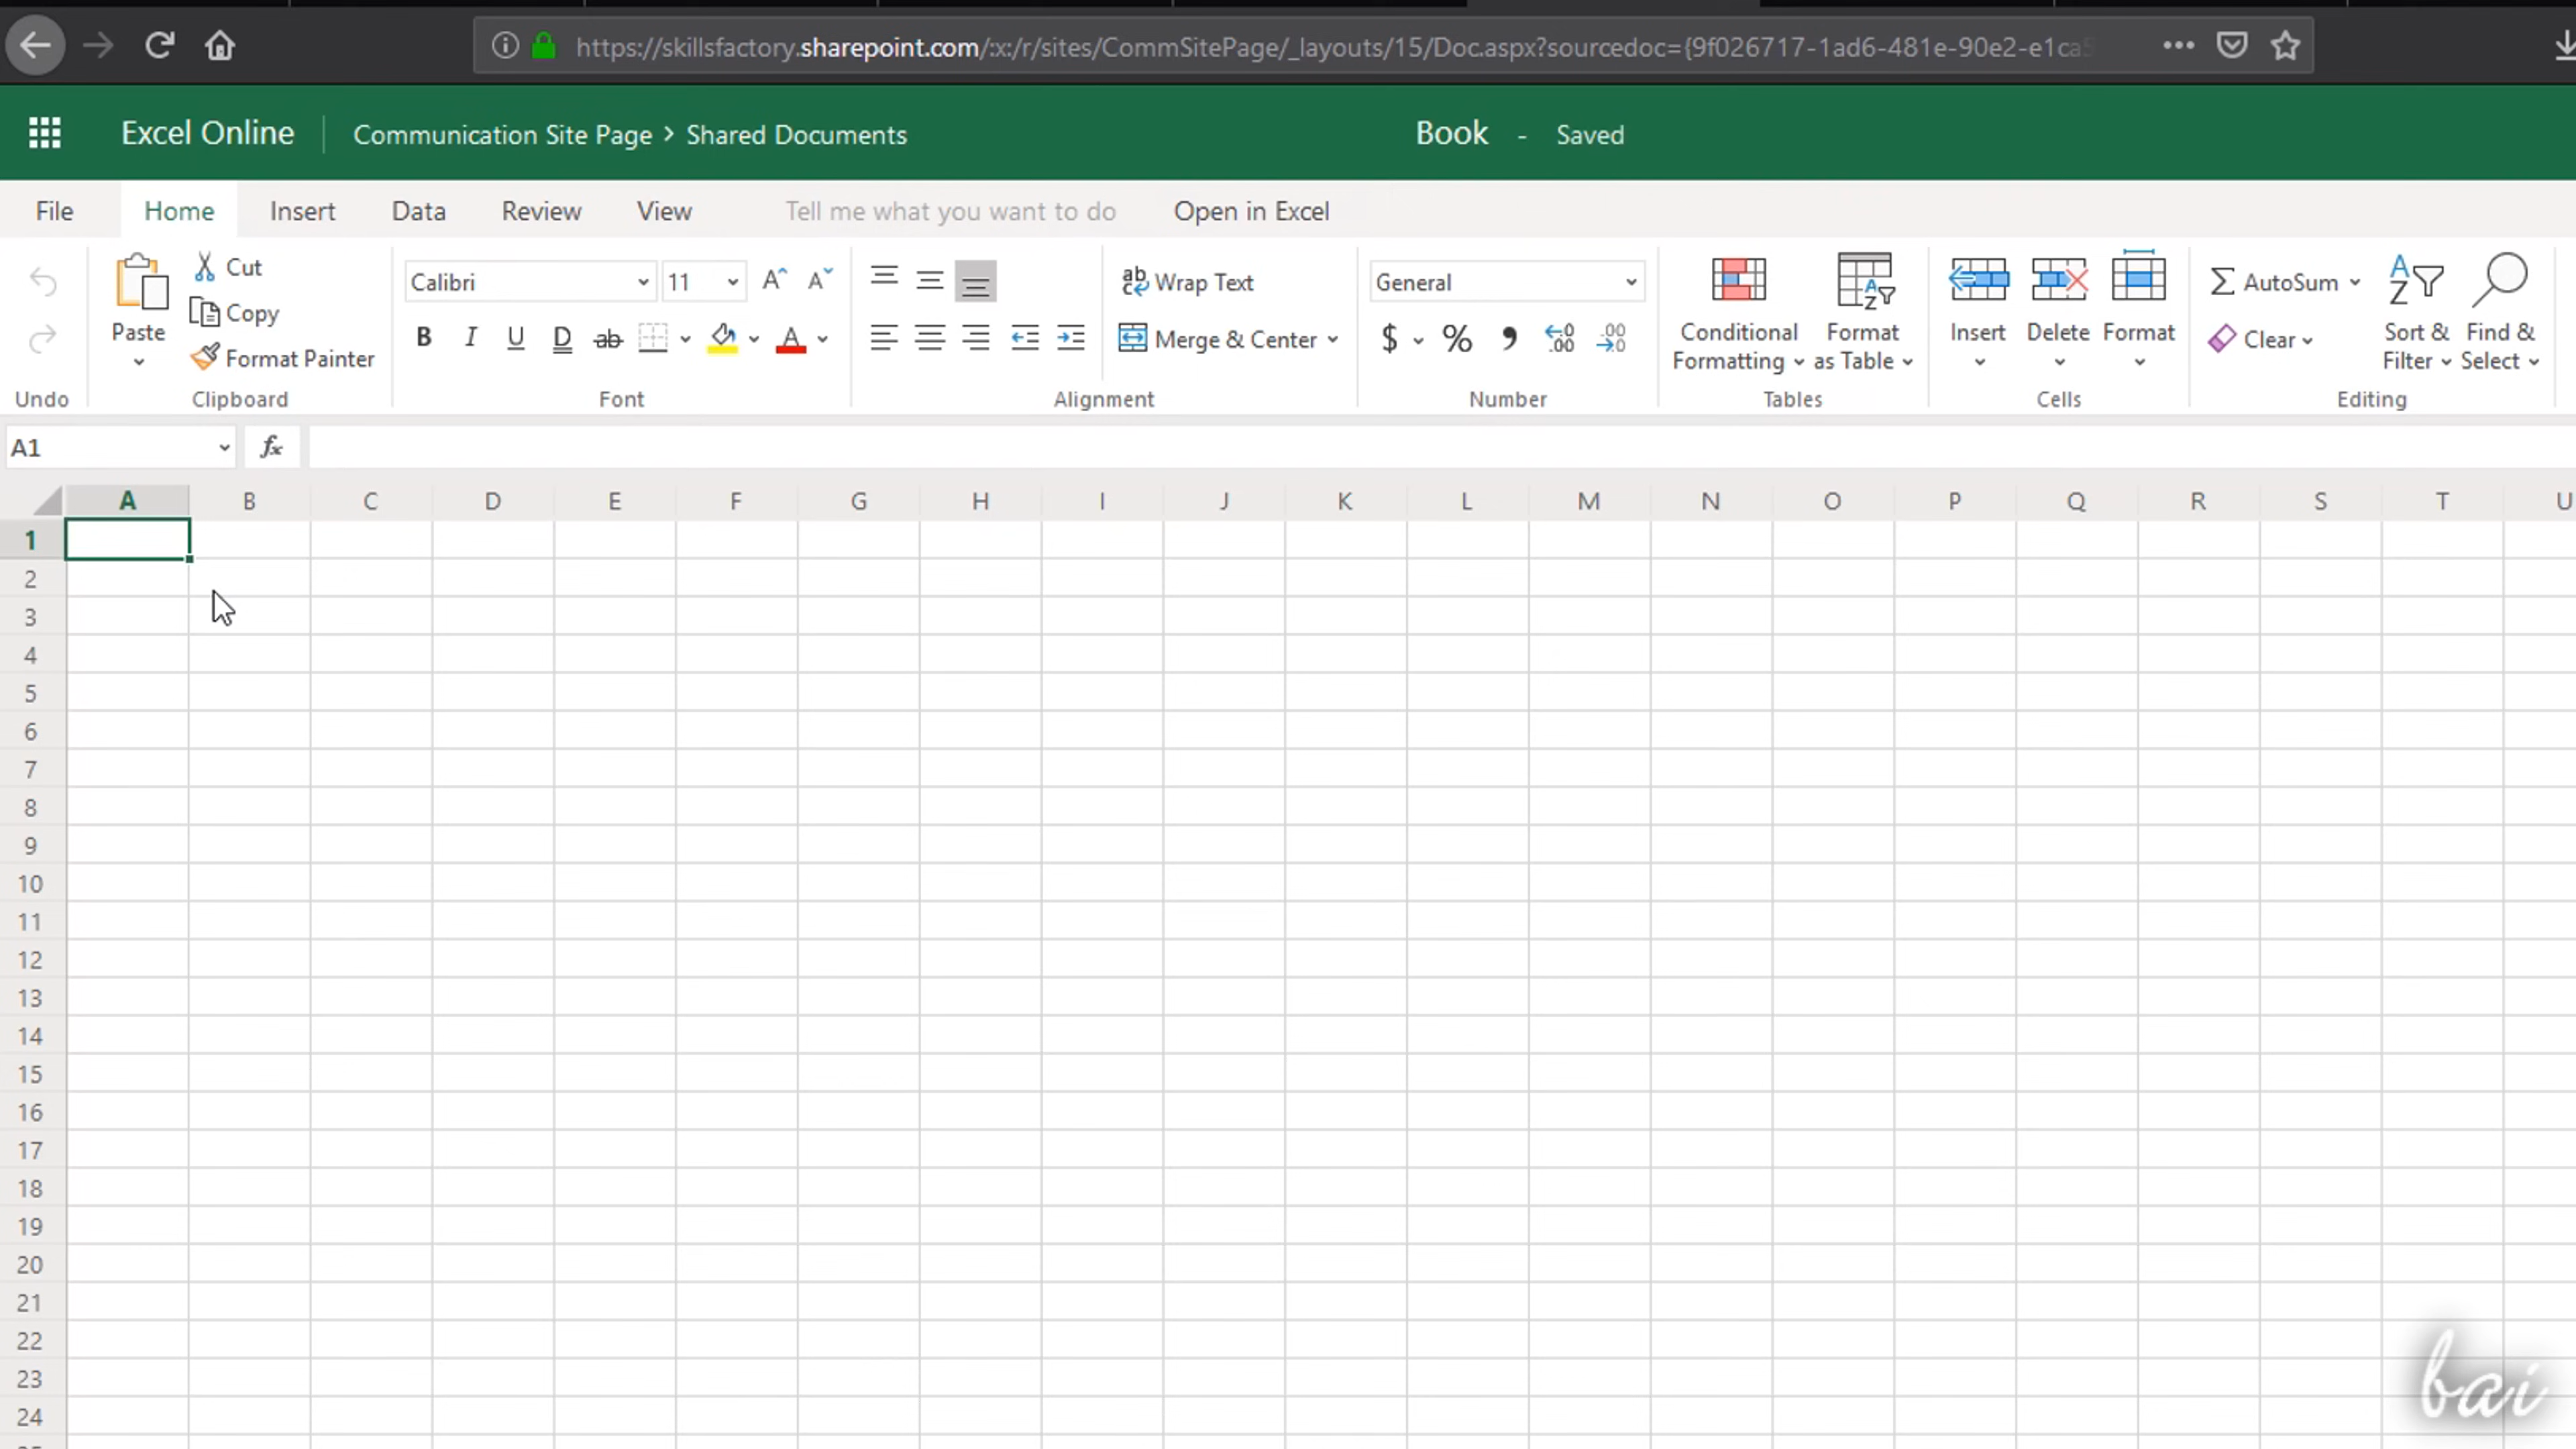 https://skillsfactory.sharepoint.com/:x:/r/sites/CommSitePage/_layouts/15/Doc.aspx?sourcedoc={9f026717-1ad6-481e-90e2-e1ca5
Excel Online Communication Site Page > Shared Documents Book - Saved
File Home Insert Data Review View Tell me what you want to do Open in Excel
Cut
Calibri 11 Wrap Text General AutoSum
Copy
Paste Conditional Format Insert Delete Format Clear Sort & Find &
B I U D ab Merge & Center $ % Formatting as Table Filter Select
Format Painter
Undo Clipboard Font Alignment Number Tables Cells Editing
A1 fx
A B C D E F G H I J K L M N O P Q R S T U
1
2
3
4
5
6
7
8
9
10
11
12
13
14
15
16
17
18
19
20
21
22
23
24
bai